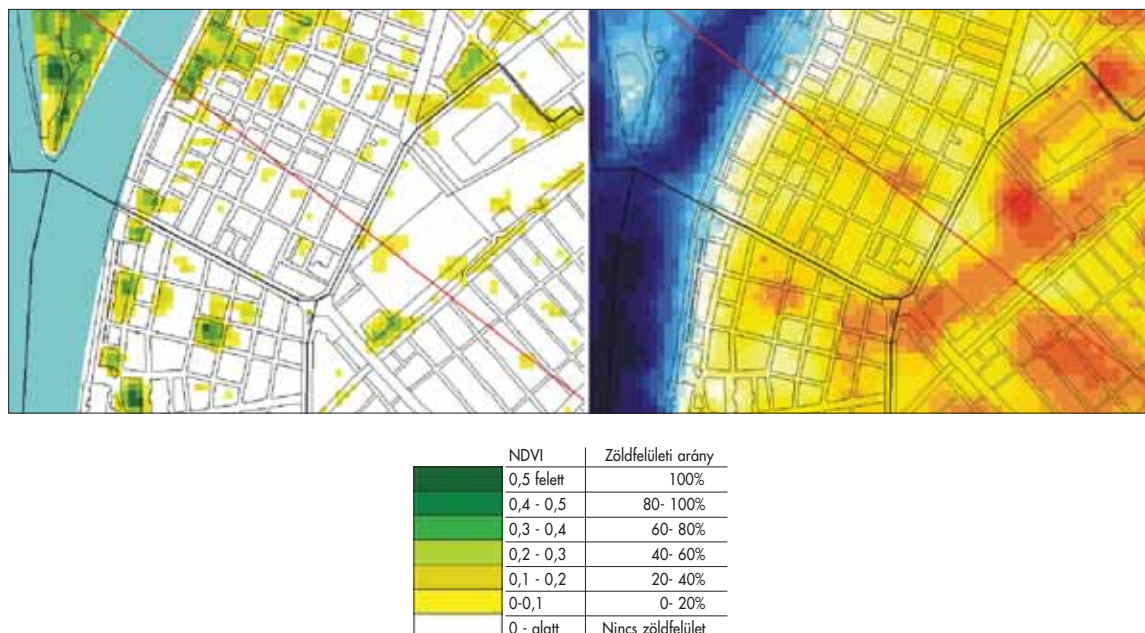 NDVI Zöldfelületi arány
0,5 felett 100%
0,4 - 0,5 80- 100%
0,3 - 0,4 60- 80%
0,2 - 0,3 40- 60%
0,1 - 0,2 20- 40%
0-0,1 0- 20%
0 - alatt Nincs zöldfelület